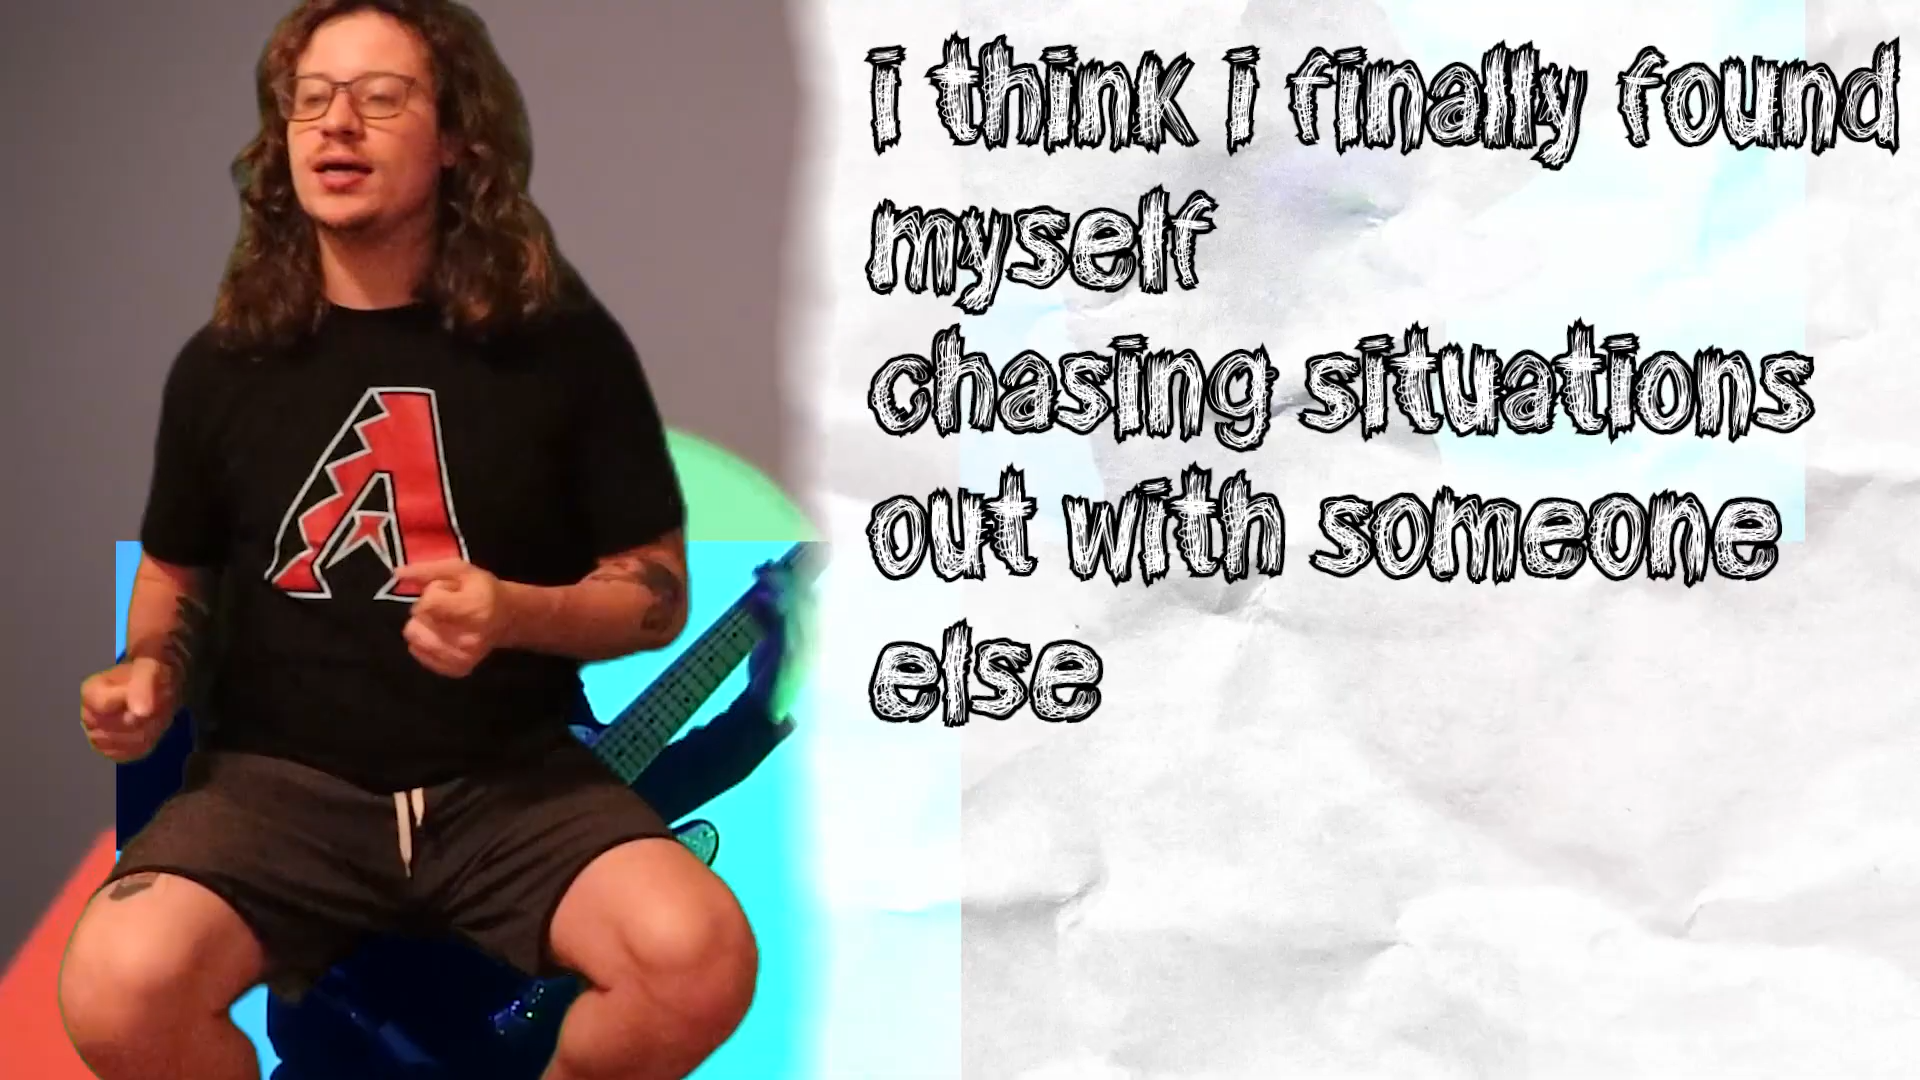 i think i finally found
myself
chasing situations
out with someone
else
A